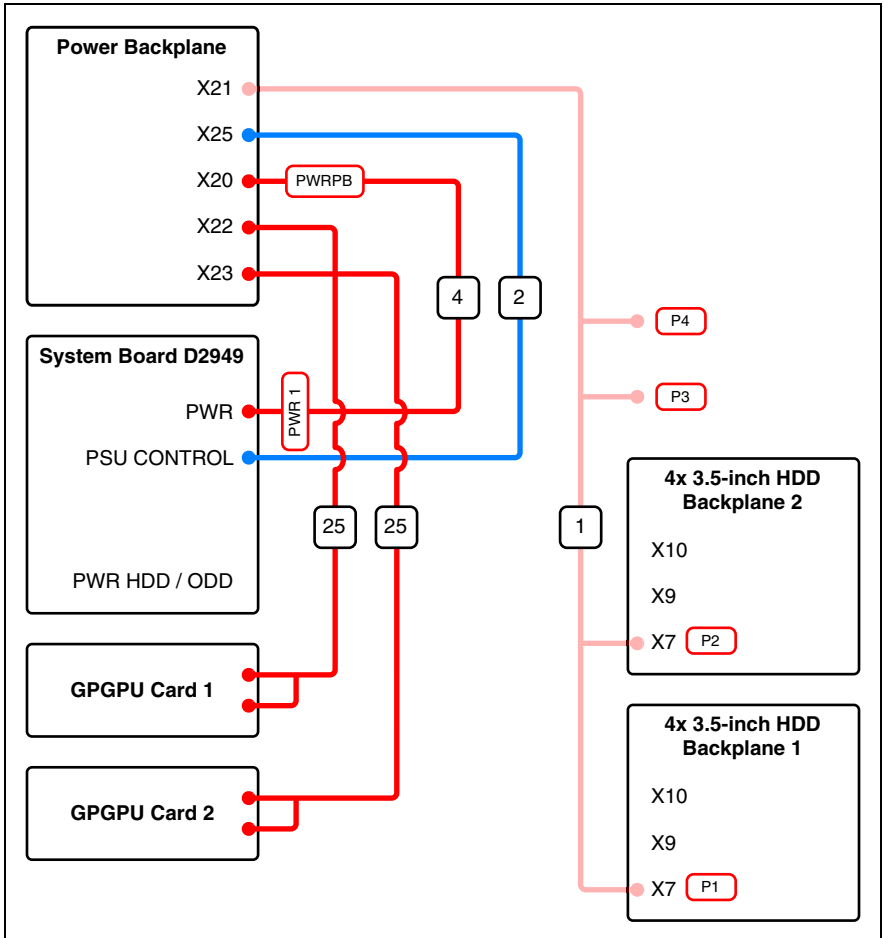 Power Backplane
X21
X25
X20
PWRPB
X22
X23
4
2
P4
System Board D2949
P3
PWR
PWR 1
PSU CONTROL
4x 3.5-inch HDD
Backplane 2
25
25
1
X10
PWR HDD / ODD
X9
X7
P2
GPGPU Card 1
4x 3.5-inch HDD
Backplane 1
X10
GPGPU Card 2
X9
X7
P1